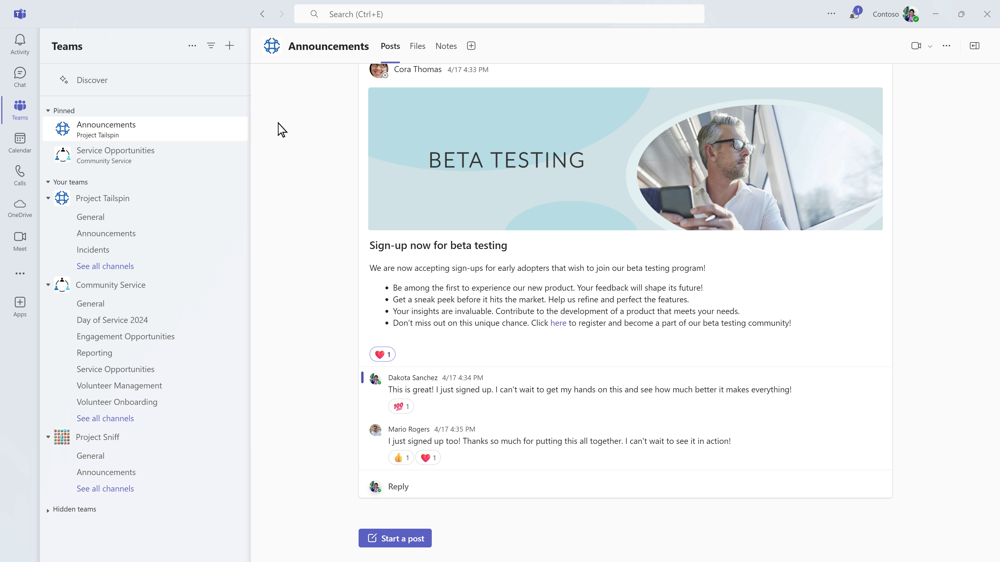 Search (Ctrl+E)
1
Contoso
Activity
Chat
Teams
Calendar
Calls
OneDrive
Meet
Apps
Teams
Discover
Pinned
Announcements
Project Tailspin
Service Opportunities
Community Service
Your teams
Project Tailspin
General
Announcements
Incidents
See all channels
Community Service
General
Day of Service 2024
Engagement Opportunities
Reporting
Service Opportunities
Volunteer Management
Volunteer Onboarding
See all channels
Project Sniff
General
Announcements
See all channels
Hidden teams
Announcements Posts Files Notes
Cora Thomas 4/17 4:33 PM
BETA TESTING
Sign-up now for beta testing
We are now accepting sign-ups for early adopters that wish to join our beta testing program!
• Be among the first to experience our new product. Your feedback will shape its future!
• Get a sneak peek before it hits the market. Help us refine and perfect the features.
• Your insights are invaluable. Contribute to the development of a product that meets your needs.
• Don’t miss out on this unique chance. Click here to register and become a part of our beta testing community!
❤️ 1
Dakota Sanchez 4/17 4:34 PM
This is great! I just signed up. I can't wait to get my hands on this and see how much better it makes everything!
💯 1
Mario Rogers 4/17 4:35 PM
I just signed up too! Thanks so much for putting this all together. I can't wait to see it in action!
👍 1 ❤️ 1
Reply
Start a post